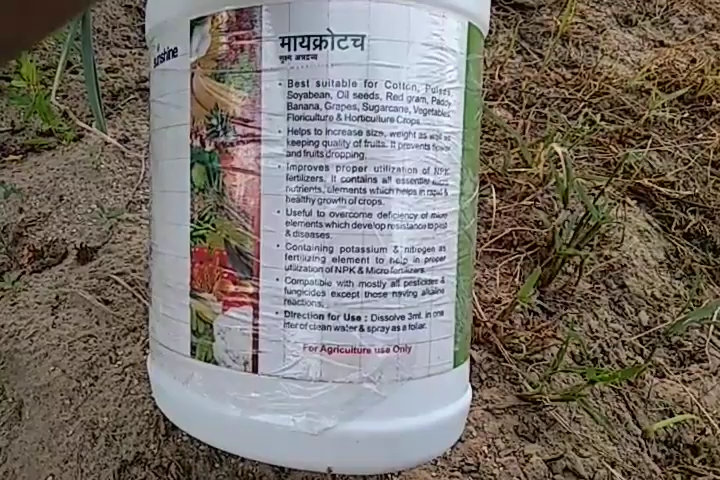 sunshine
मायक्रोटच
सूक्ष्म अन्नद्रव्य
• Best suitable for Cotton, Pulses,
Soyabean, Oil seeds, Red gram, Paddy
Banana, Grapes, Sugarcane, Vegetables
Floriculture & Horticulture Crops.
• Helps to increase size, weight as well as
keeping quality of fruits. It prevents flower
and fruits dropping.
• Improves proper utilization of NPK
fertilizers. It contains all essential
nutrients, elements which helps in rapid &
healthy growth of crops.
• Useful to overcome deficiency of micro
elements which develop resistance to pest
& diseases.
• Containing potassium & nitrogen as
fertilizing element to help in proper
utilization of NPK & Micro fertilizers.
• Compatible with mostly all pesticides &
fungicides except those having alkaline
reactions.
• Direction for Use : Dissolve 3ml. in one
liter of clean water & spray as a foliar.
For Agriculture use Only